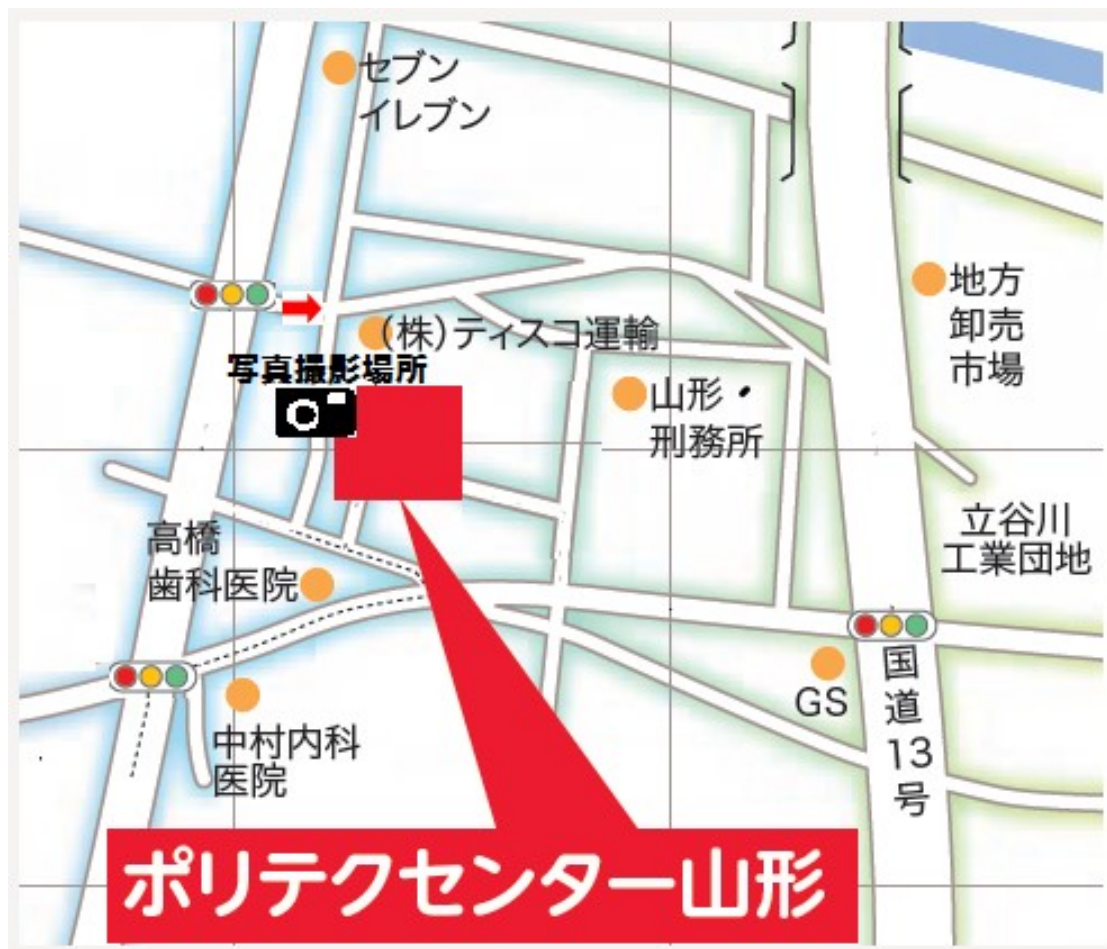 セブン
イレブン
地方
卸売
市場
(株)ティスコ運輸
写真撮影場所
山形・
刑務所
高橋
歯科医院
立谷川
工業団地
GS
国道13号
中村内科
医院
ポリテクセンター山形